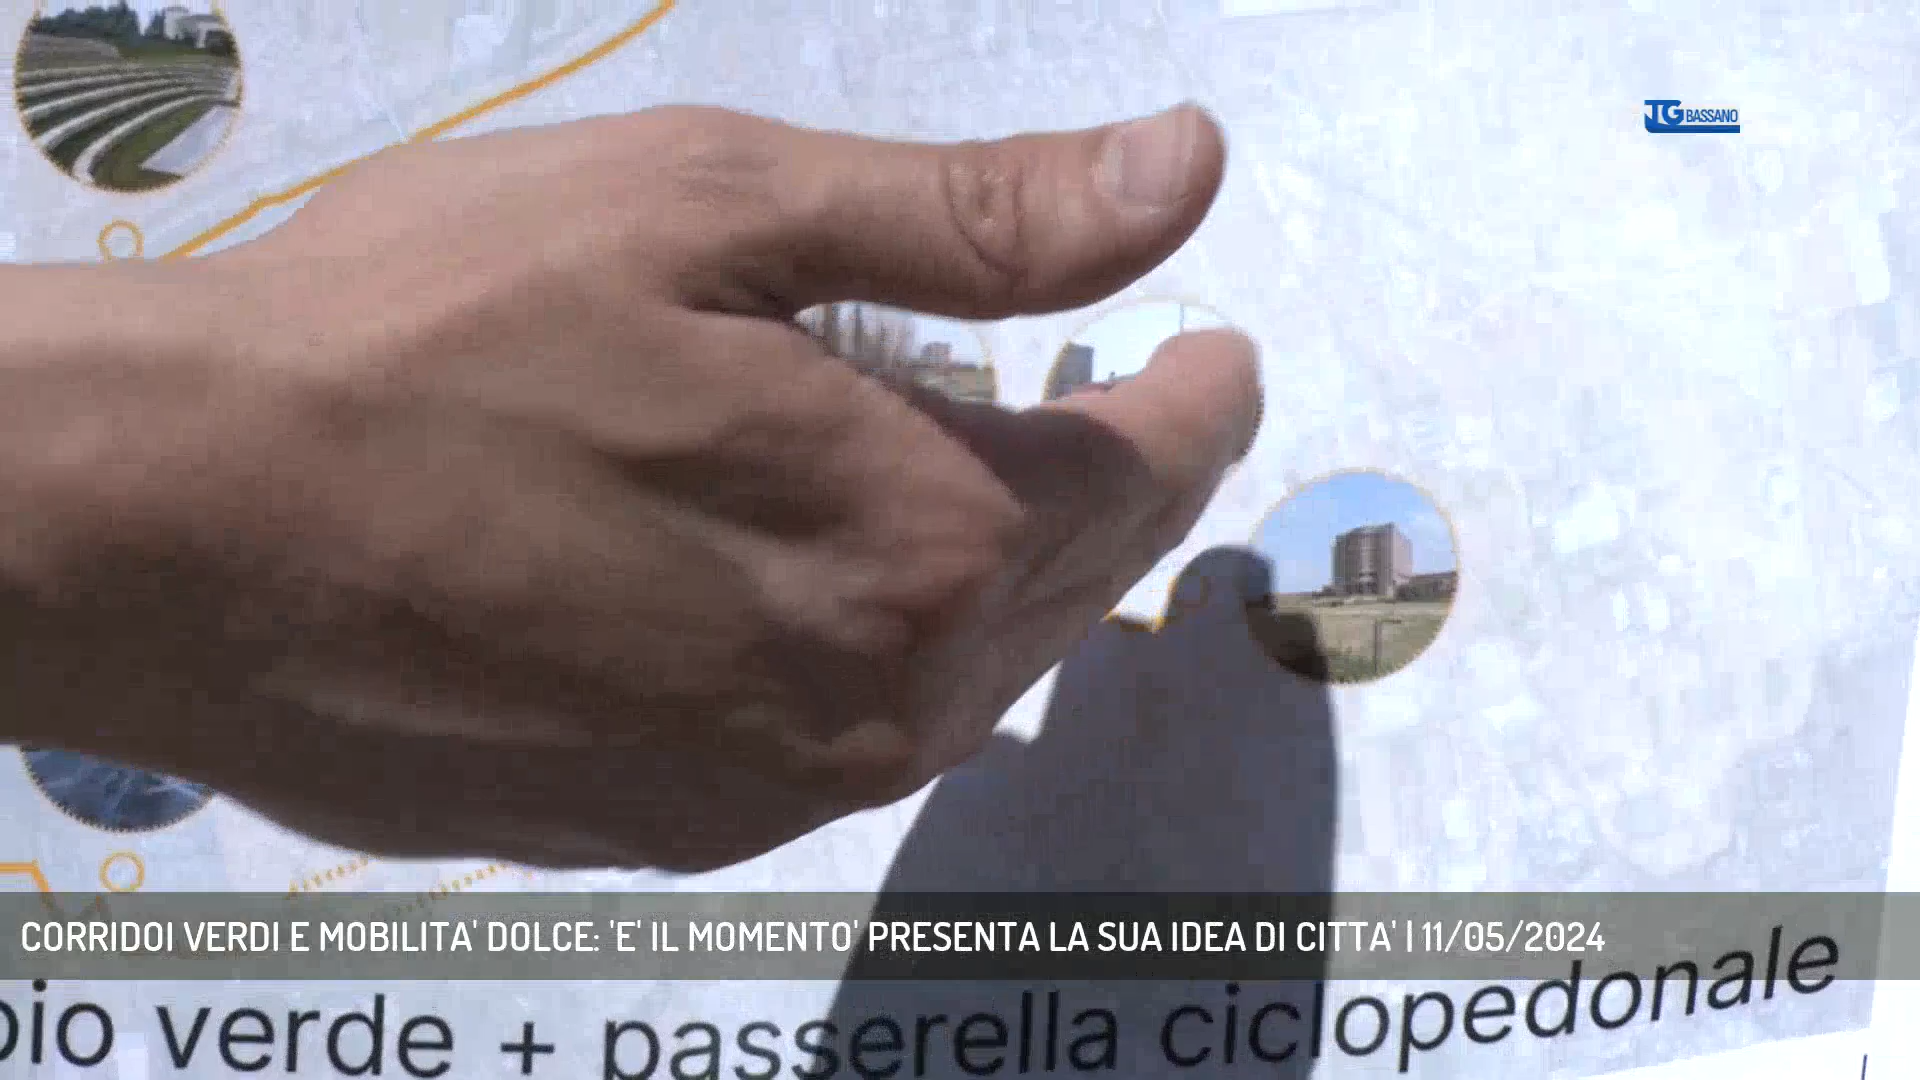 TG BASSANO
CORRIDOI VERDI E MOBILITA' DOLCE: 'E' IL MOMENTO' PRESENTA LA SUA IDEA DI CITTA' | 11/05/2024
verde + passerella ciclopedonale